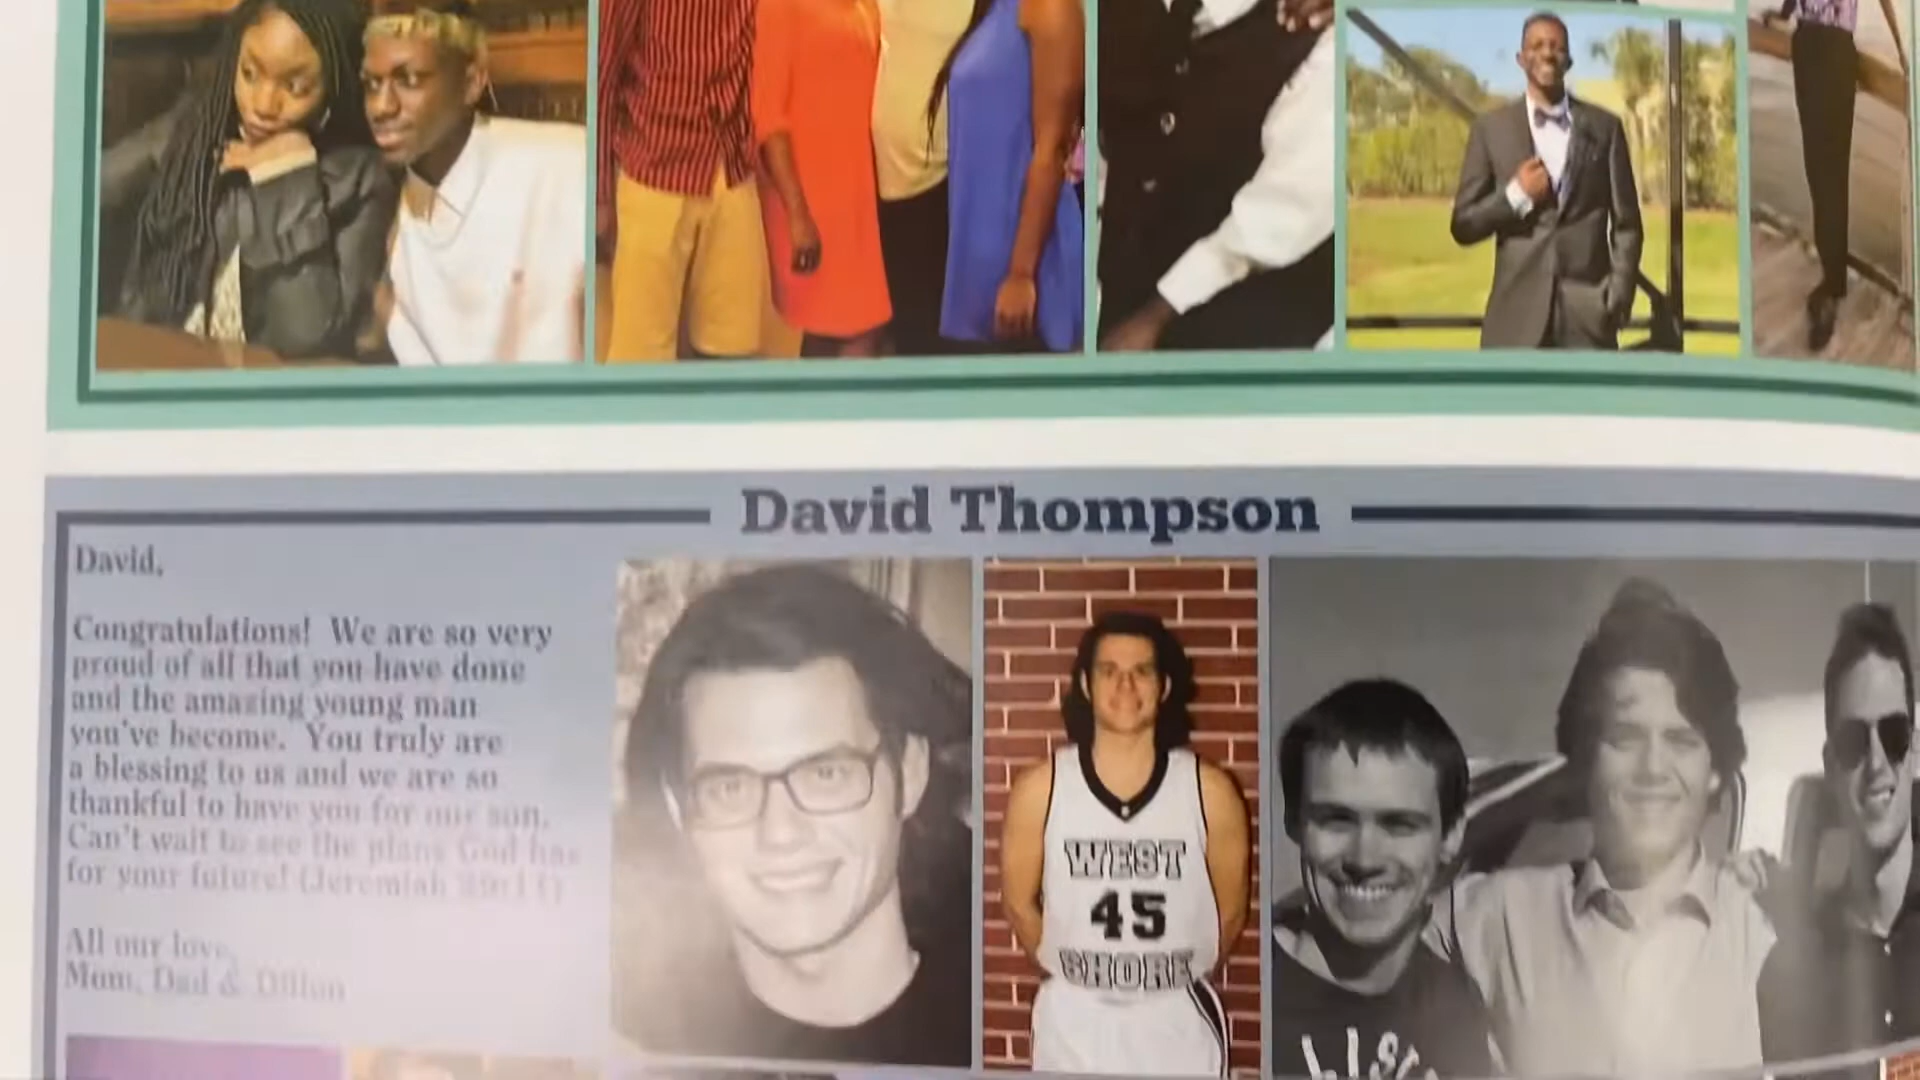 David Thompson
David,
Congratulations! We are so very
proud of all that you have done
and the amazing young man
you've become. You truly are
a blessing to us and we are so
thankful to have you for our son.
Can't wait to see the plans God has
for your future! (Jeremiah 29:11)
All our love,
Mom, Dad & Dillon
WEST
45
SHORE